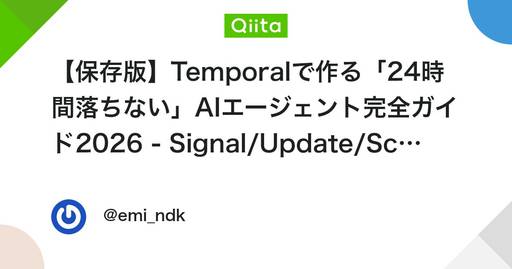 Qiita
【保存版】Temporalで作る「24時
間落ちない」AIエージェント完全ガイ
ド2026 - Signal/Update/Sc…
@emi_ndk